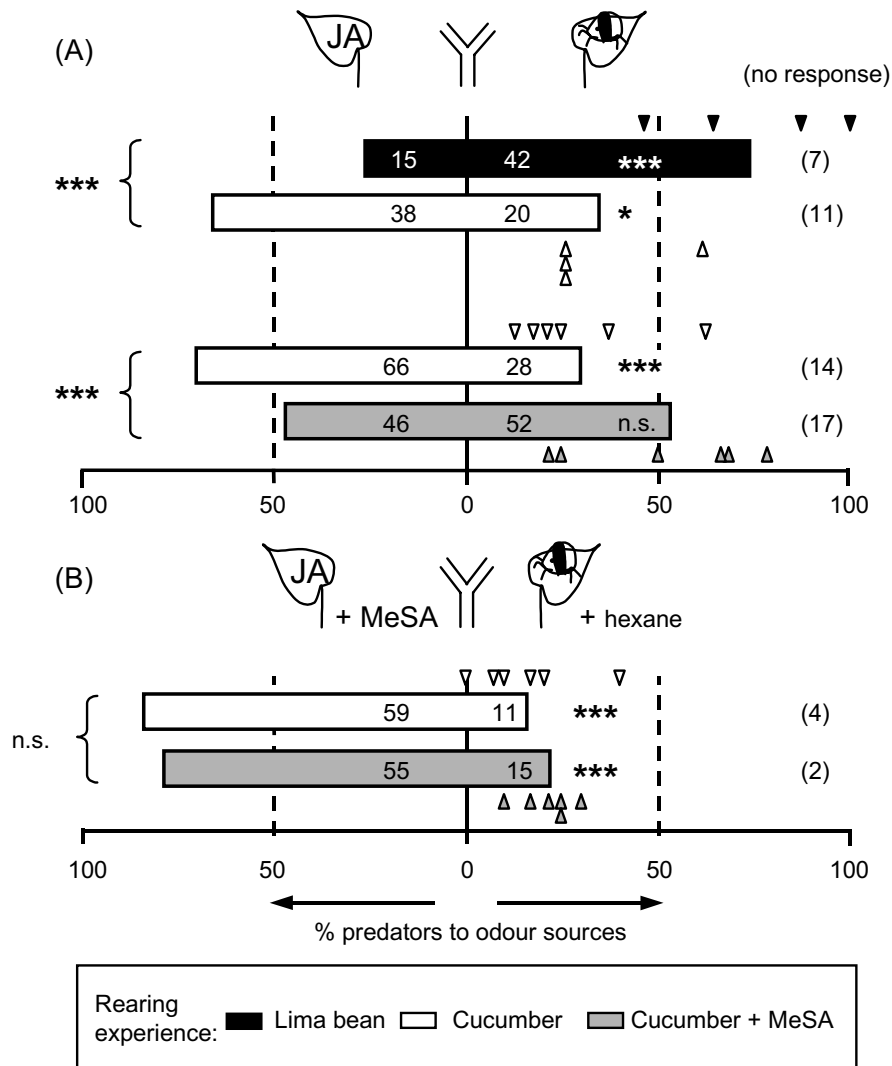 (A)
JA
(no response)
*** 15 42 *** (7)
38 20 * (11)
*** 66 28 *** (14)
46 52 n.s. (17)
100 50 0 50 100
(B)
JA
+ MeSA + hexane
n.s. 59 11 *** (4)
55 15 *** (2)
100 50 0 50 100
% predators to odour sources
Rearing
experience: Lima bean Cucumber Cucumber + MeSA